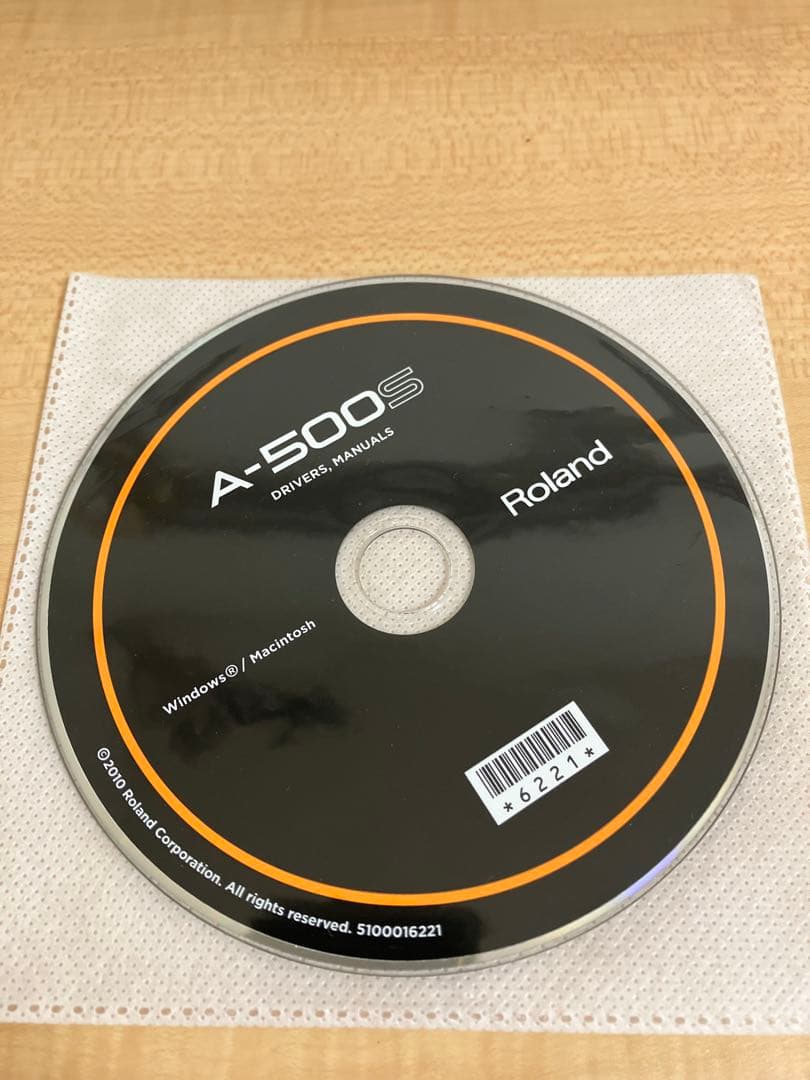 A-500S
DRIVERS, MANUALS
Roland
Windows® / Macintosh
*6221*
©2010 Roland Corporation. All rights reserved. 5100016221